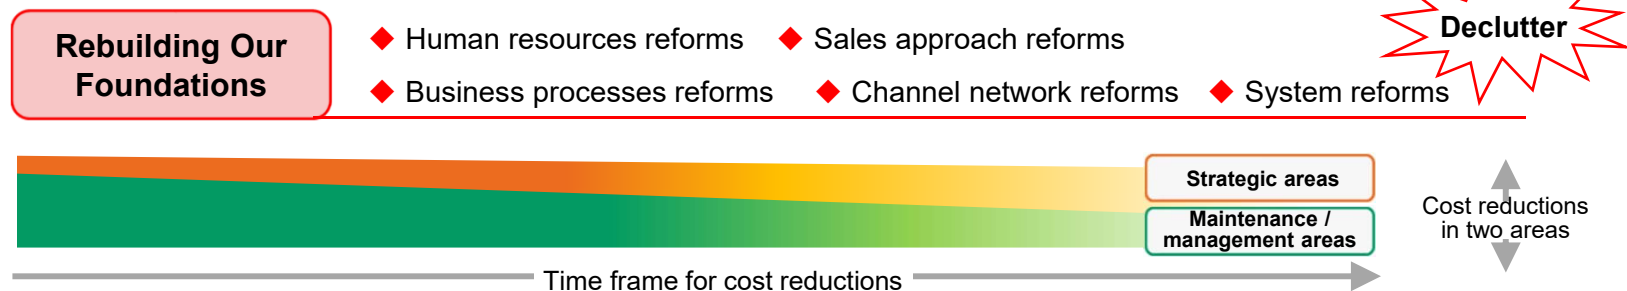 Rebuilding Our
Foundations
◆ Human resources reforms ◆ Sales approach reforms
◆ Business processes reforms ◆ Channel network reforms ◆ System reforms
Declutter
Strategic areas
Maintenance /
management areas
Cost reductions
in two areas
Time frame for cost reductions